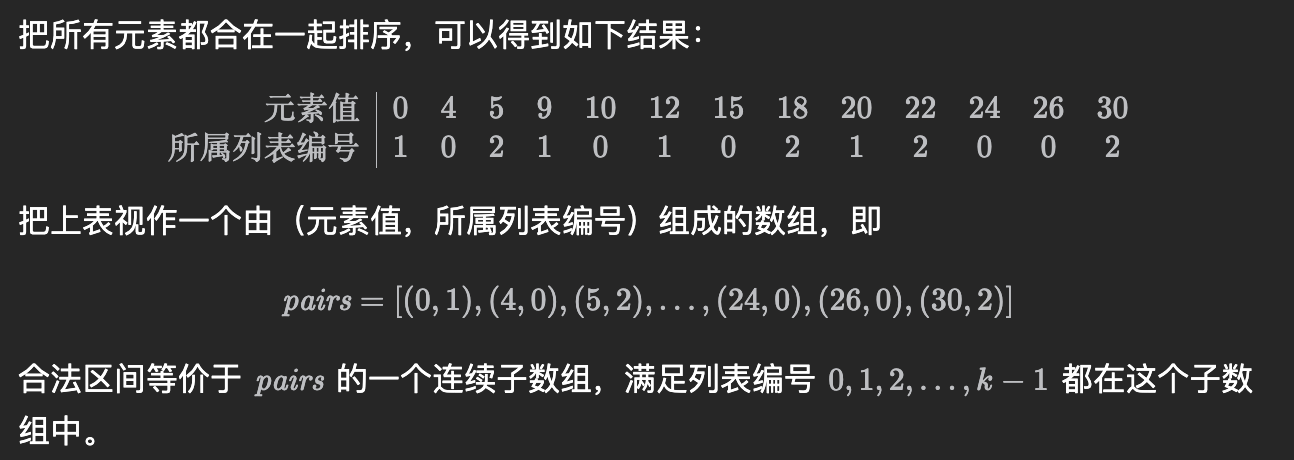 把所有元素都合在一起排序，可以得到如下结果：
元素值 0 4 5 9 10 12 15 18 20 22 24 26 30
所属列表编号 1 0 2 1 0 1 0 2 1 2 0 0 2
把上表视作一个由（元素值，所属列表编号）组成的数组，即
pairs = [(0, 1), (4, 0), (5, 2), . . . , (24, 0), (26, 0), (30, 2)]
合法区间等价于 pairs 的一个连续子数组，满足列表编号 0, 1, 2, . . . , k − 1 都在这个子数
组中。